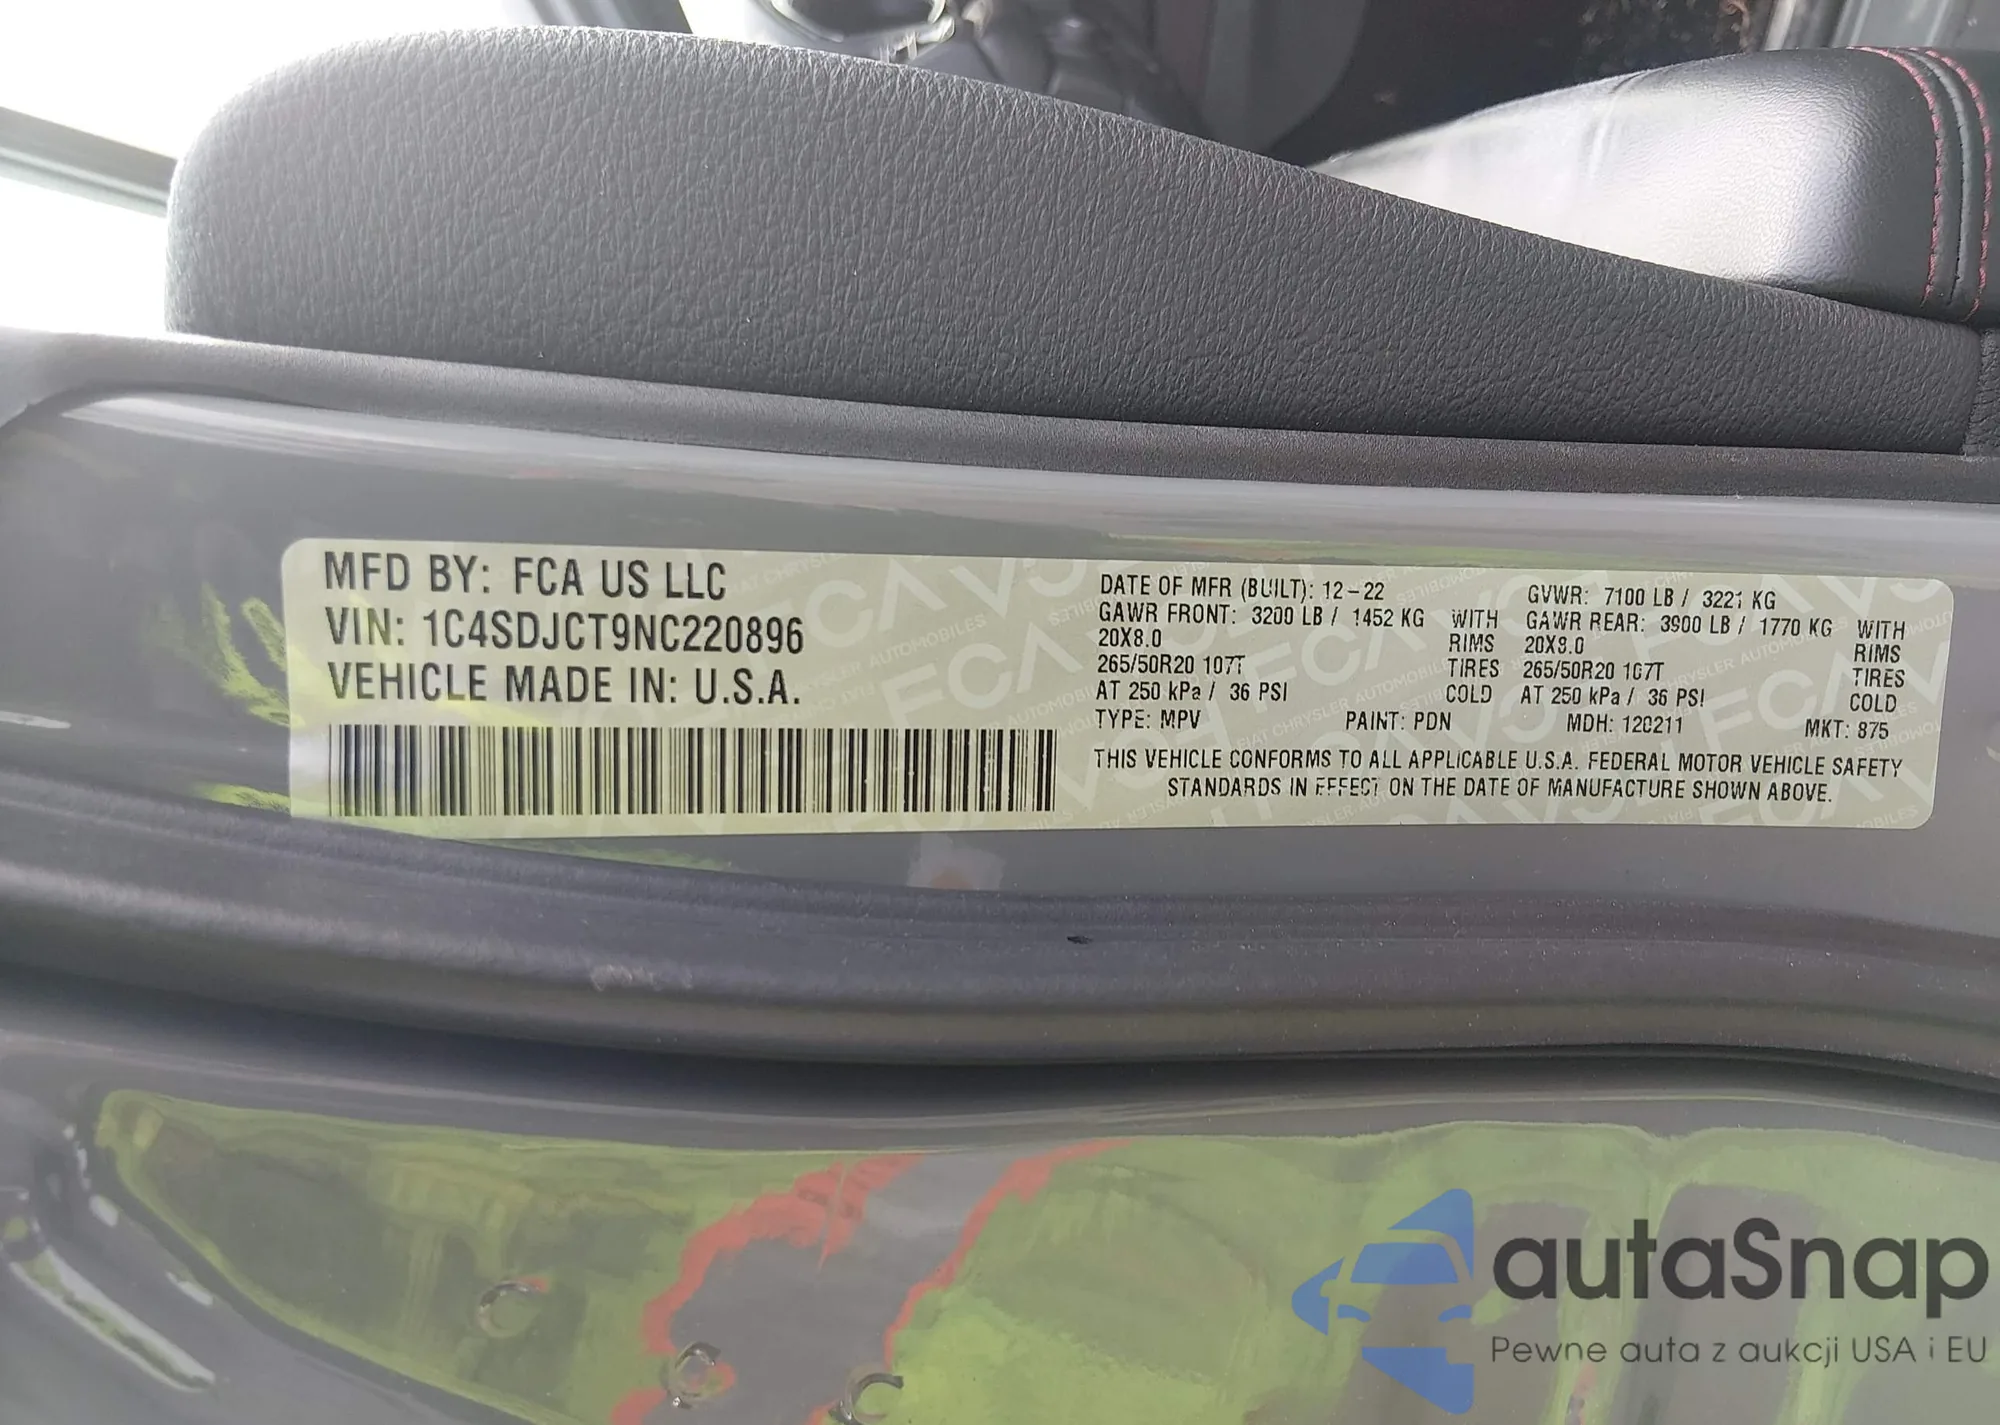 MFD BY: FCA US LLC
VIN: 1C4SDJCT9NC220896
VEHICLE MADE IN: U.S.A.
DATE OF MFR (BUILT): 12-22 GVWR: 7100 LB / 3221 KG
GAWR FRONT: 3200 LB / 1452 KG WITH GAWR REAR: 3900 LB / 1770 KG WITH
20X8.0 RIMS 20X8.0 RIMS
265/50R20 107T TIRES 265/50R20 107T TIRES
AT 250 kPa / 36 PSI COLD AT 250 kPa / 36 PSI COLD
TYPE: MPV PAINT: PDN MDH: 120211 MKT: 875
THIS VEHICLE CONFORMS TO ALL APPLICABLE U.S.A. FEDERAL MOTOR VEHICLE SAFETY
STANDARDS IN EFFECT ON THE DATE OF MANUFACTURE SHOWN ABOVE.
autaSnap
Pewne auta z aukcji USA i EU